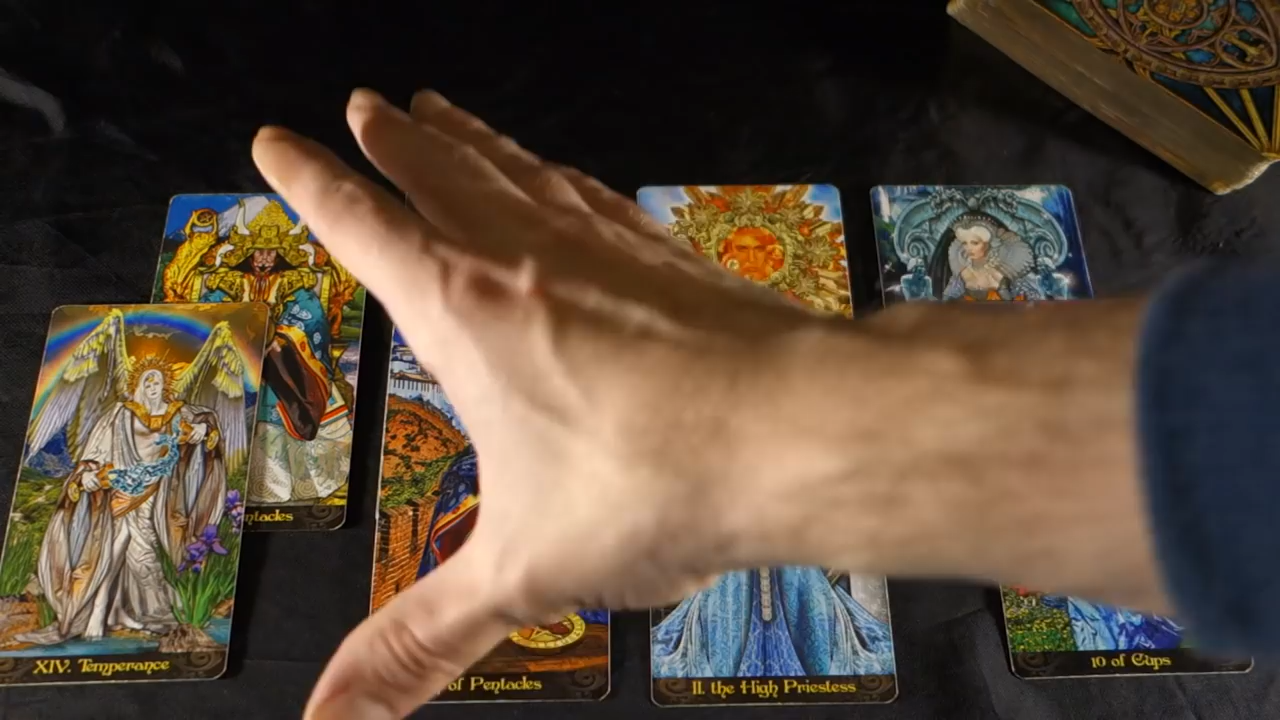 ntacles
XIV. Temperance
of Pentacles
II. the High Priestess
10 of Cups